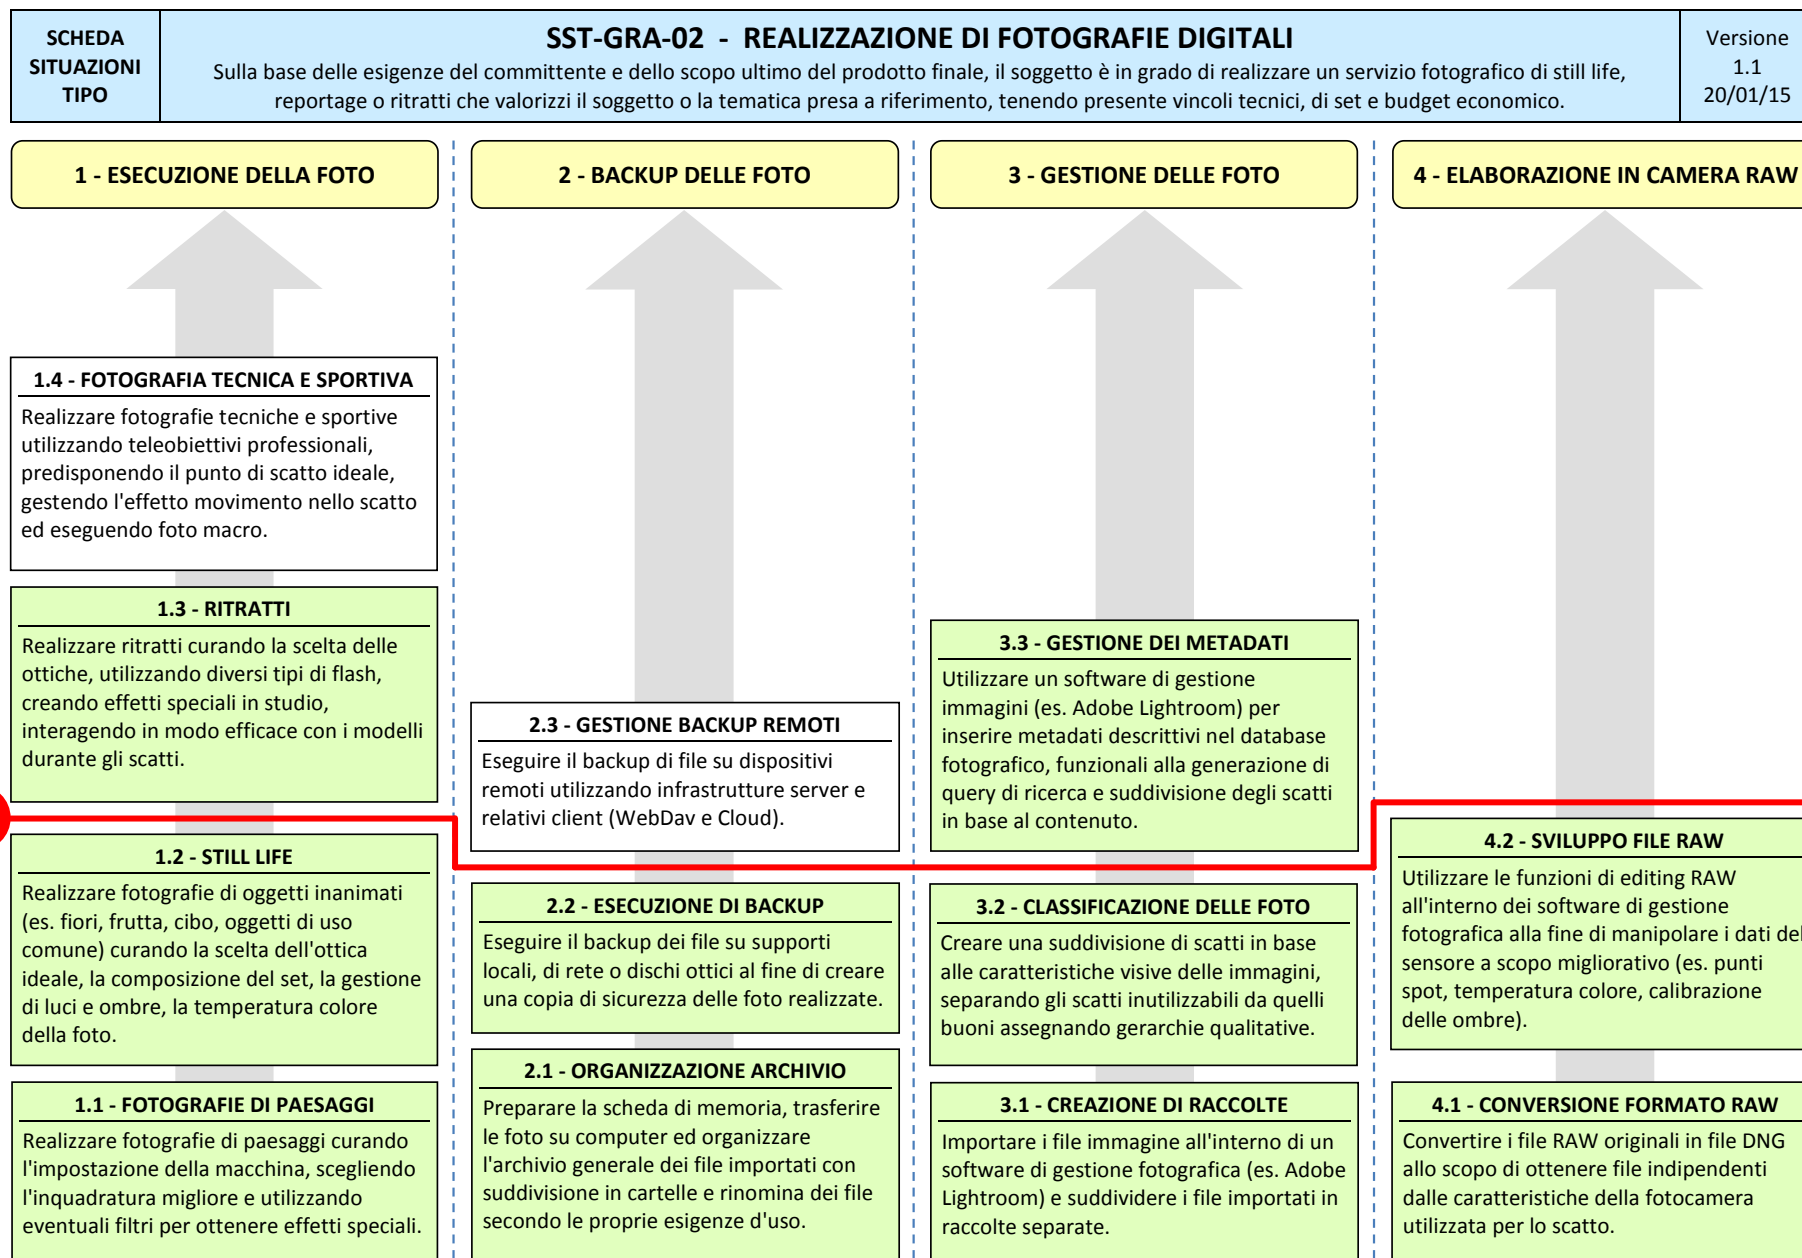 SCHEDA
SITUAZIONI
TIPO
SST-GRA-02 - REALIZZAZIONE DI FOTOGRAFIE DIGITALI
Sulla base delle esigenze del committente e dello scopo ultimo del prodotto finale, il soggetto è in grado di realizzare un servizio fotografico di still life,
reportage o ritratti che valorizzi il soggetto o la tematica presa a riferimento, tenendo presente vincoli tecnici, di set e budget economico.
Versione
1.1
20/01/15
1 - ESECUZIONE DELLA FOTO
1.4 - FOTOGRAFIA TECNICA E SPORTIVA
Realizzare fotografie tecniche e sportive
utilizzando teleobiettivi professionali,
predisponendo il punto di scatto ideale,
gestendo l'effetto movimento nello scatto
ed eseguendo foto macro.
1.3 - RITRATTI
Realizzare ritratti curando la scelta delle
ottiche, utilizzando diversi tipi di flash,
creando effetti speciali in studio,
interagendo in modo efficace con i modelli
durante gli scatti.
1.2 - STILL LIFE
Realizzare fotografie di oggetti inanimati
(es. fiori, frutta, cibo, oggetti di uso
comune) curando la scelta dell'ottica
ideale, la composizione del set, la gestione
di luci e ombre, la temperatura colore
della foto.
1.1 - FOTOGRAFIE DI PAESAGGI
Realizzare fotografie di paesaggi curando
l'impostazione della macchina, scegliendo
l'inquadratura migliore e utilizzando
eventuali filtri per ottenere effetti speciali.
2 - BACKUP DELLE FOTO
2.3 - GESTIONE BACKUP REMOTI
Eseguire il backup di file su dispositivi
remoti utilizzando infrastrutture server e
relativi client (WebDav e Cloud).
2.2 - ESECUZIONE DI BACKUP
Eseguire il backup dei file su supporti
locali, di rete o dischi ottici al fine di creare
una copia di sicurezza delle foto realizzate.
2.1 - ORGANIZZAZIONE ARCHIVIO
Preparare la scheda di memoria, trasferire
le foto su computer ed organizzare
l'archivio generale dei file importati con
suddivisione in cartelle e rinomina dei file
secondo le proprie esigenze d'uso.
3 - GESTIONE DELLE FOTO
3.3 - GESTIONE DEI METADATI
Utilizzare un software di gestione
immagini (es. Adobe Lightroom) per
inserire metadati descrittivi nel database
fotografico, funzionali alla generazione di
query di ricerca e suddivisione degli scatti
in base al contenuto.
3.2 - CLASSIFICAZIONE DELLE FOTO
Creare una suddivisione di scatti in base
alle caratteristiche visive delle immagini,
separando gli scatti inutilizzabili da quelli
buoni assegnando gerarchie qualitative.
3.1 - CREAZIONE DI RACCOLTE
Importare i file immagine all'interno di un
software di gestione fotografica (es. Adobe
Lightroom) e suddividere i file importati in
raccolte separate.
4 - ELABORAZIONE IN CAMERA RAW
4.2 - SVILUPPO FILE RAW
Utilizzare le funzioni di editing RAW
all'interno dei software di gestione
fotografica alla fine di manipolare i dati del
sensore a scopo migliorativo (es. punti
spot, temperatura colore, calibrazione
delle ombre).
4.1 - CONVERSIONE FORMATO RAW
Convertire i file RAW originali in file DNG
allo scopo di ottenere file indipendenti
dalle caratteristiche della fotocamera
utilizzata per lo scatto.